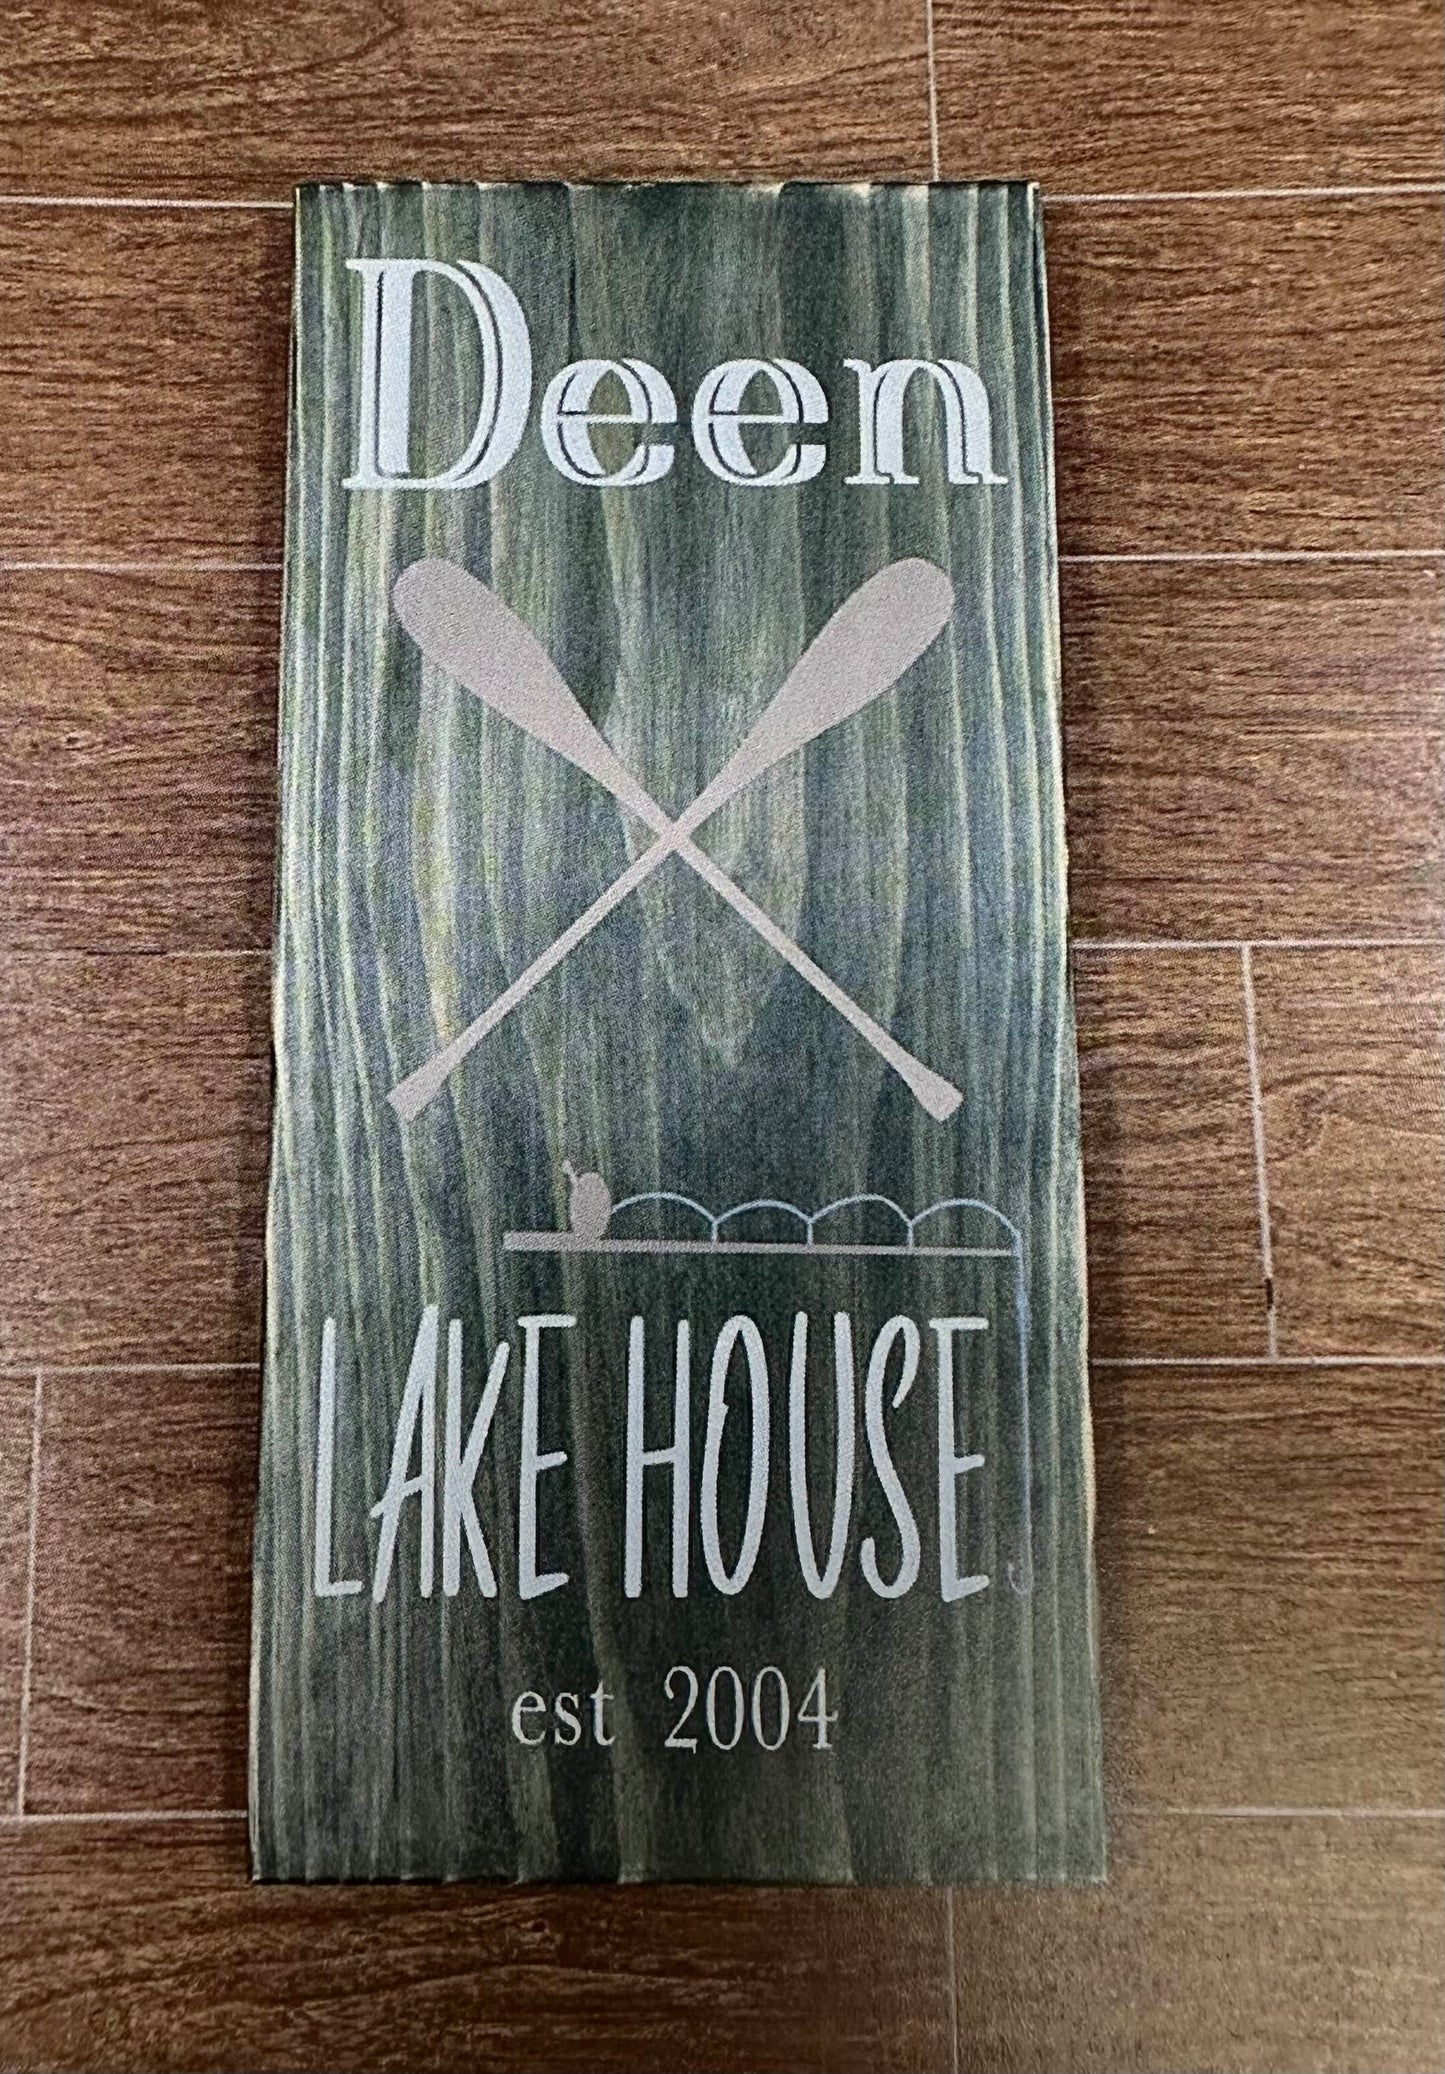 Deen
LAKE HOUSE
est 2004